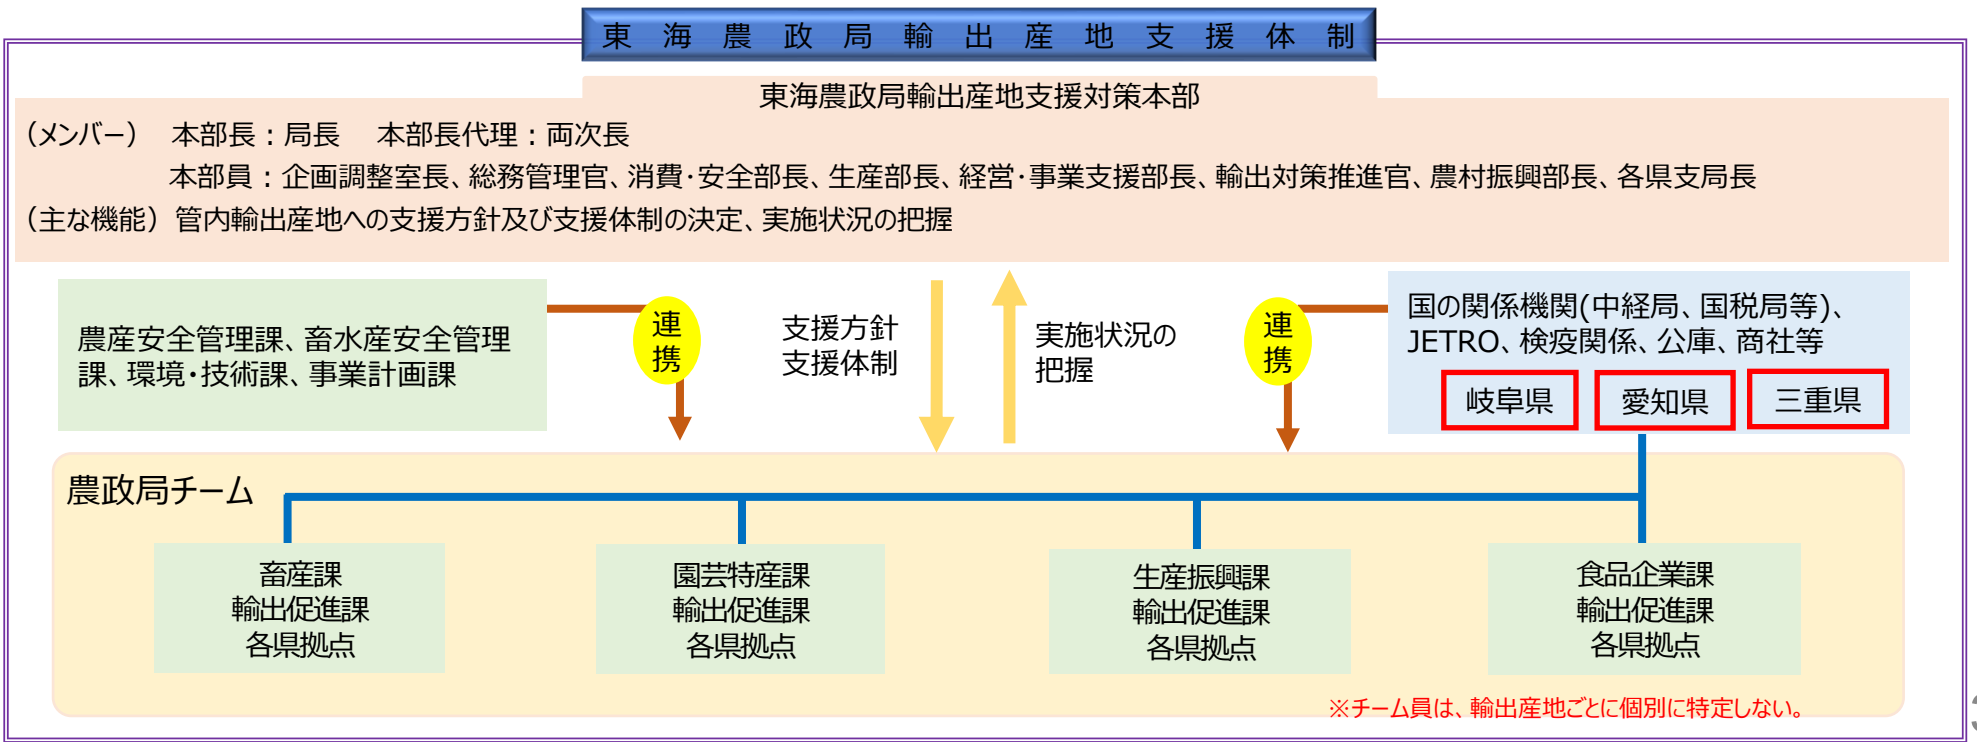 東海農政局輸出産地支援体制
東海農政局輸出産地支援対策本部
（メンバー）　本部長：局長　本部長代理：両次長
本部員：企画調整室長、総務管理官、消費・安全部長、生産部長、経営・事業支援部長、輸出対策推進官、農村振興部長、各県支局長
（主な機能）管内輸出産地への支援方針及び支援体制の決定、実施状況の把握
農産安全管理課、畜水産安全管理
課、環境・技術課、事業計画課
連
携
支援方針
支援体制
実施状況の
把握
連
携
国の関係機関(中経局、国税局等)、
JETRO、検疫関係、公庫、商社等
岐阜県
愛知県
三重県
農政局チーム
畜産課
輸出促進課
各県拠点
園芸特産課
輸出促進課
各県拠点
生産振興課
輸出促進課
各県拠点
食品企業課
輸出促進課
各県拠点
※チーム員は、輸出産地ごとに個別に特定しない。